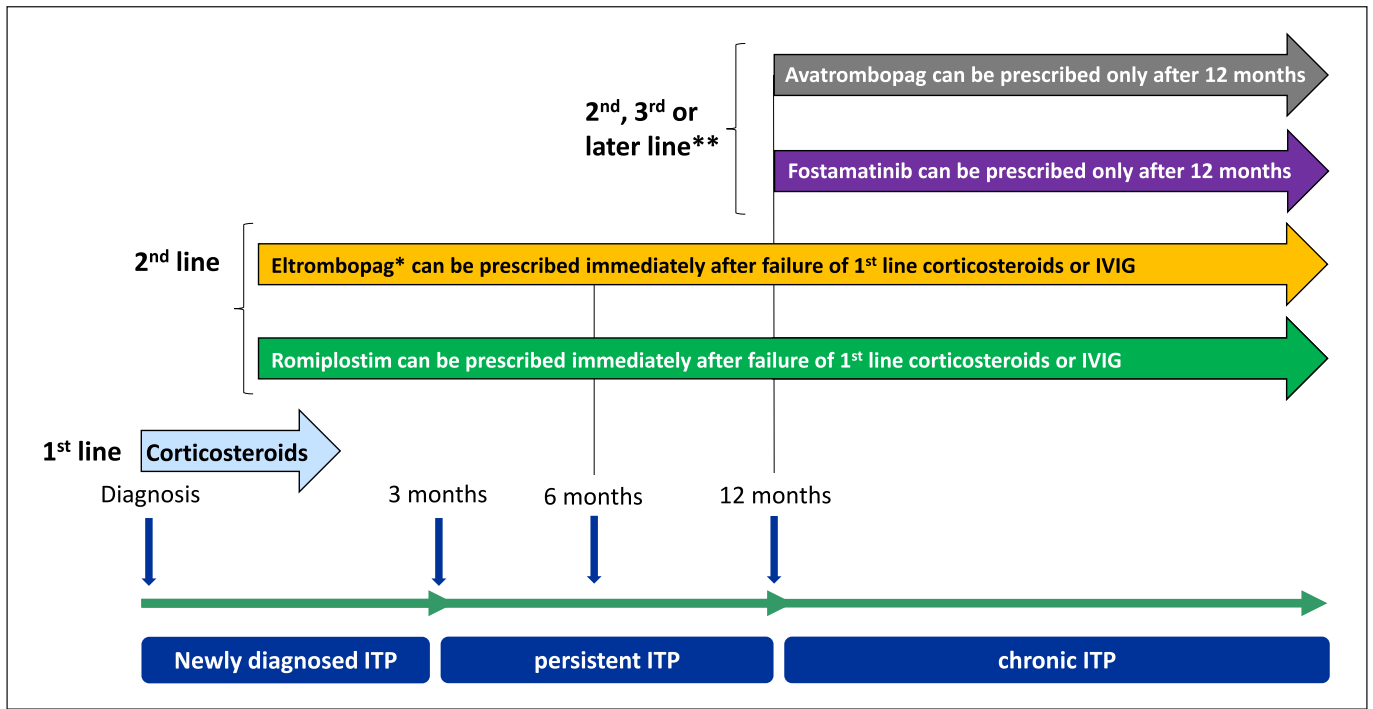 Avatrombopag can be prescribed only after 12 months
2nd, 3rd or
later line**
Fostamatinib can be prescribed only after 12 months
2nd line
Eltrombopag* can be prescribed immediately after failure of 1st line corticosteroids or IVIG
Romiplostim can be prescribed immediately after failure of 1st line corticosteroids or IVIG
1st line
Corticosteroids
Diagnosis
3 months
6 months
12 months
Newly diagnosed ITP
persistent ITP
chronic ITP